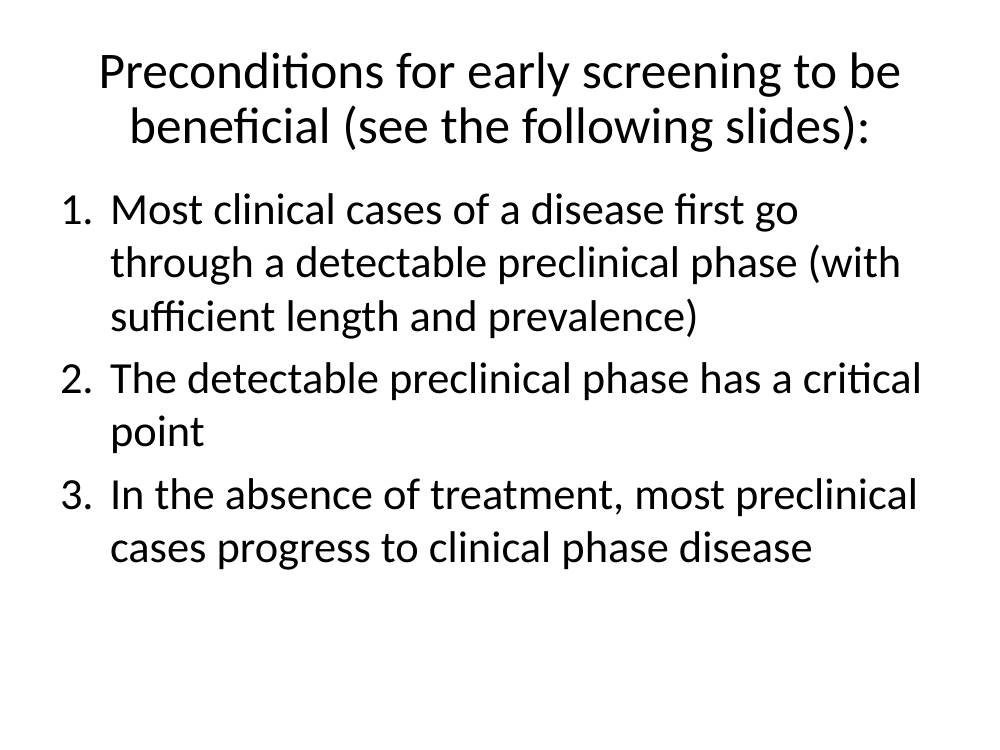 Preconditions for early screening to be
beneficial (see the following slides):
1. Most clinical cases of a disease first go
through a detectable preclinical phase (with
sufficient length and prevalence)
2. The detectable preclinical phase has a critical
point
3. In the absence of treatment, most preclinical
cases progress to clinical phase disease